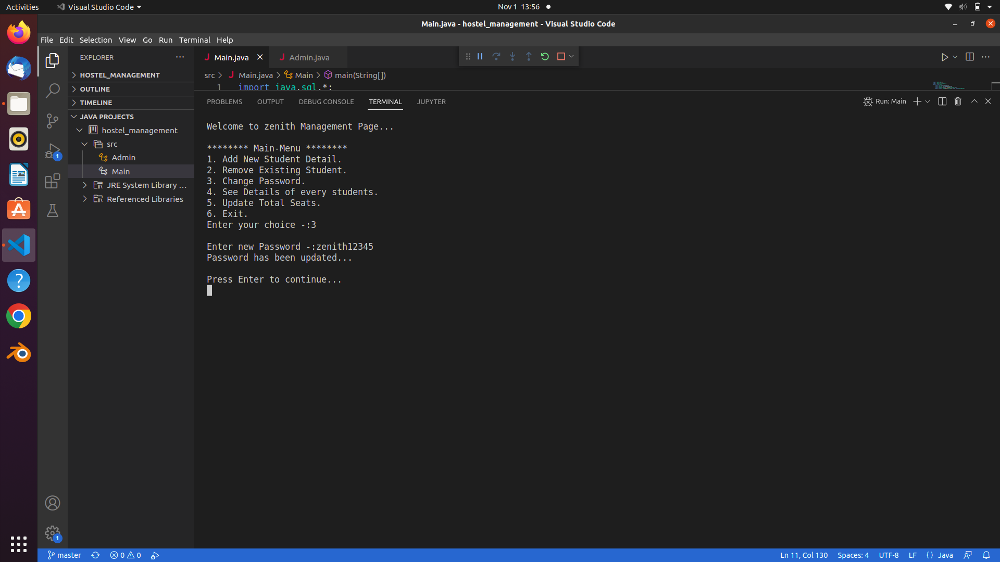 Activities Visual Studio Code Nov 1 13:56
Main.java - hostel_management - Visual Studio Code
File Edit Selection View Go Run Terminal Help
EXPLORER
HOSTEL_MANAGEMENT
OUTLINE
TIMELINE
JAVA PROJECTS
hostel_management
src
Admin
Main
JRE System Library ...
Referenced Libraries
1
1
Main.java Admin.java
src Main.java Main main(String[])
1 import java.sql.*;
PROBLEMS OUTPUT DEBUG CONSOLE TERMINAL JUPYTER Run: Main
Welcome to zenith Management Page...
******** Main-Menu ********
1. Add New Student Detail.
2. Remove Existing Student.
3. Change Password.
4. See Details of every students.
5. Update Total Seats.
6. Exit.
Enter your choice -:3
Enter new Password -:zenith12345
Password has been updated...
Press Enter to continue...
master 0 0 Ln 11, Col 130 Spaces: 4 UTF-8 LF {} Java